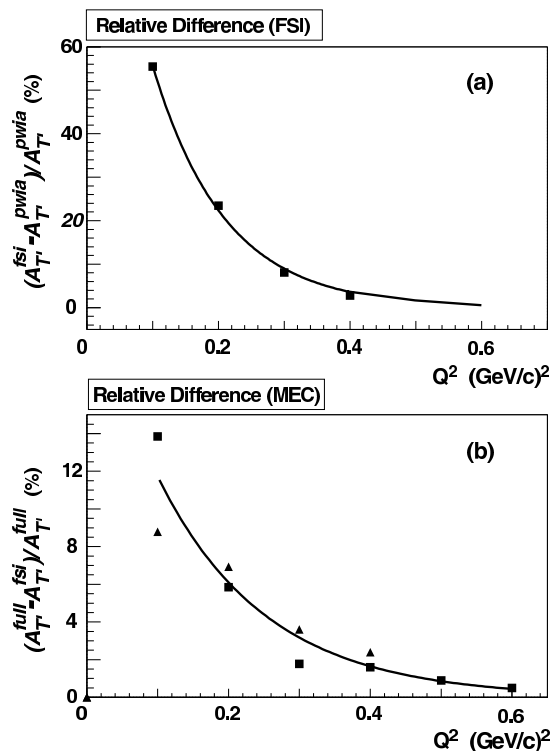 Relative Difference (FSI)
(a)
60
40
20
0
(A_T'^fsi - A_T'^pwia)/A_T'^pwia (%)
0 0.2 0.4 0.6
Q² (GeV/c)²
Relative Difference (MEC)
(b)
12
8
4
0
(A_T'^full - A_T'^fsi)/A_T'^full (%)
0 0.2 0.4 0.6
Q² (GeV/c)²